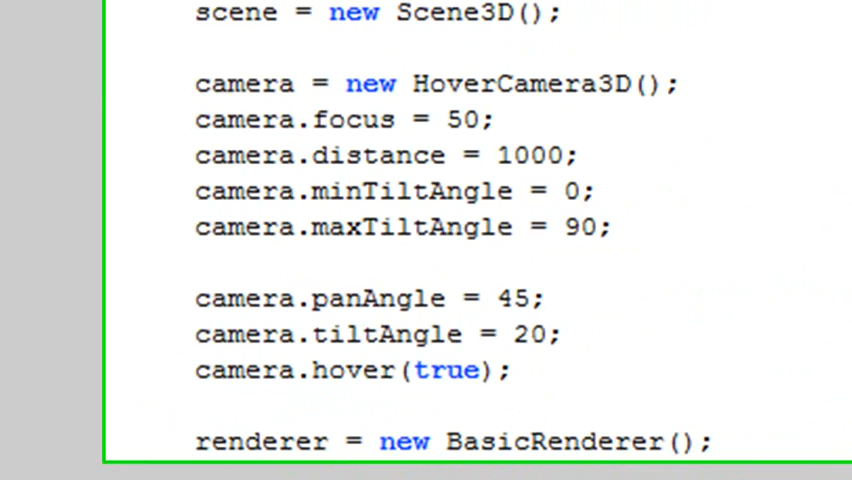 scene = new Scene3D();
camera = new HoverCamera3D();
camera.focus = 50;
camera.distance = 1000;
camera.minTiltAngle = 0;
camera.maxTiltAngle = 90;
camera.panAngle = 45;
camera.tiltAngle = 20;
camera.hover(true);
renderer = new BasicRenderer();